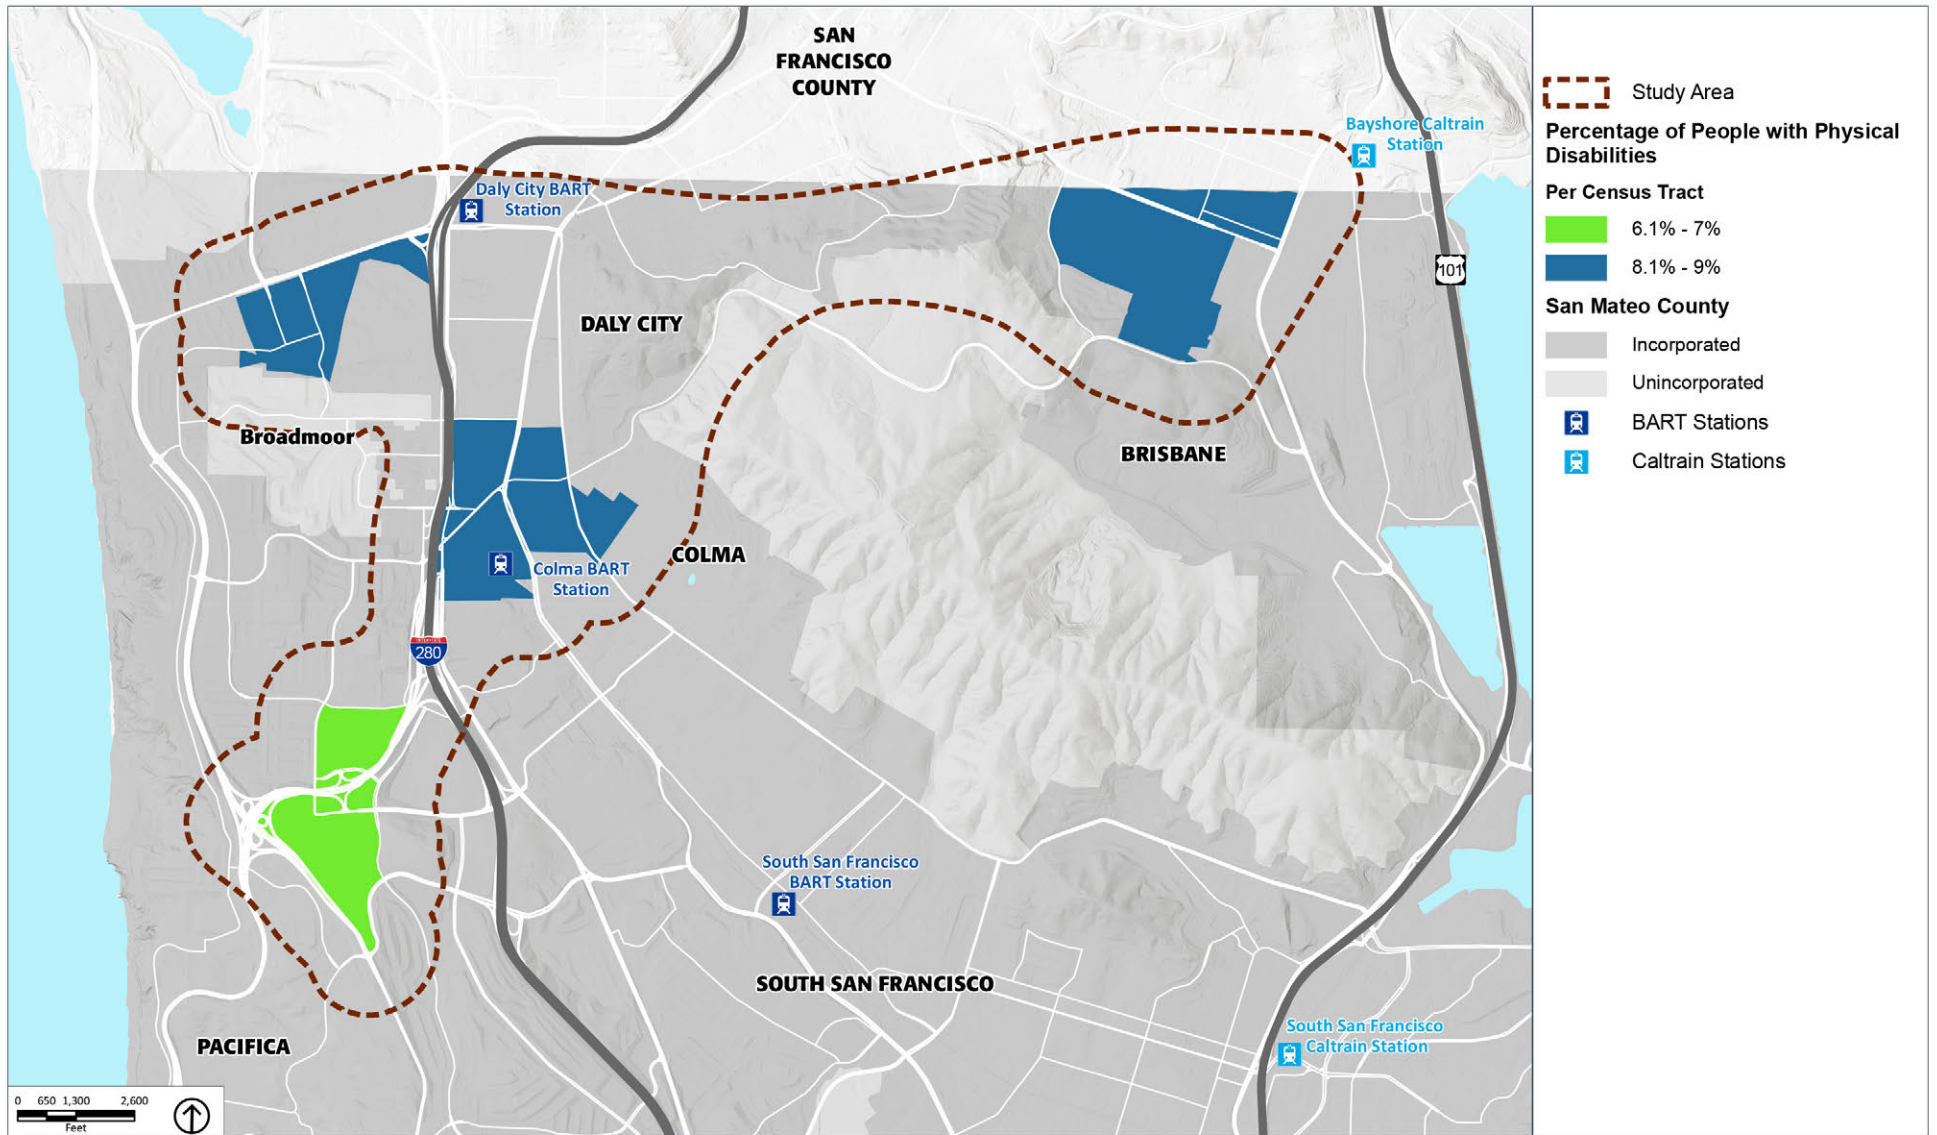 SAN
FRANCISCO
COUNTY
Bayshore Caltrain
Station
Daly City BART
Station
101
DALY CITY
Broadmoor
BRISBANE
COLMA
Colma BART
Station
INTERSTATE
280
South San Francisco
BART Station
SOUTH SAN FRANCISCO
South San Francisco
Caltrain Station
PACIFICA
0 650 1,300 2,600
Feet
Study Area
Percentage of People with Physical
Disabilities
Per Census Tract
6.1% - 7%
8.1% - 9%
San Mateo County
Incorporated
Unincorporated
BART Stations
Caltrain Stations